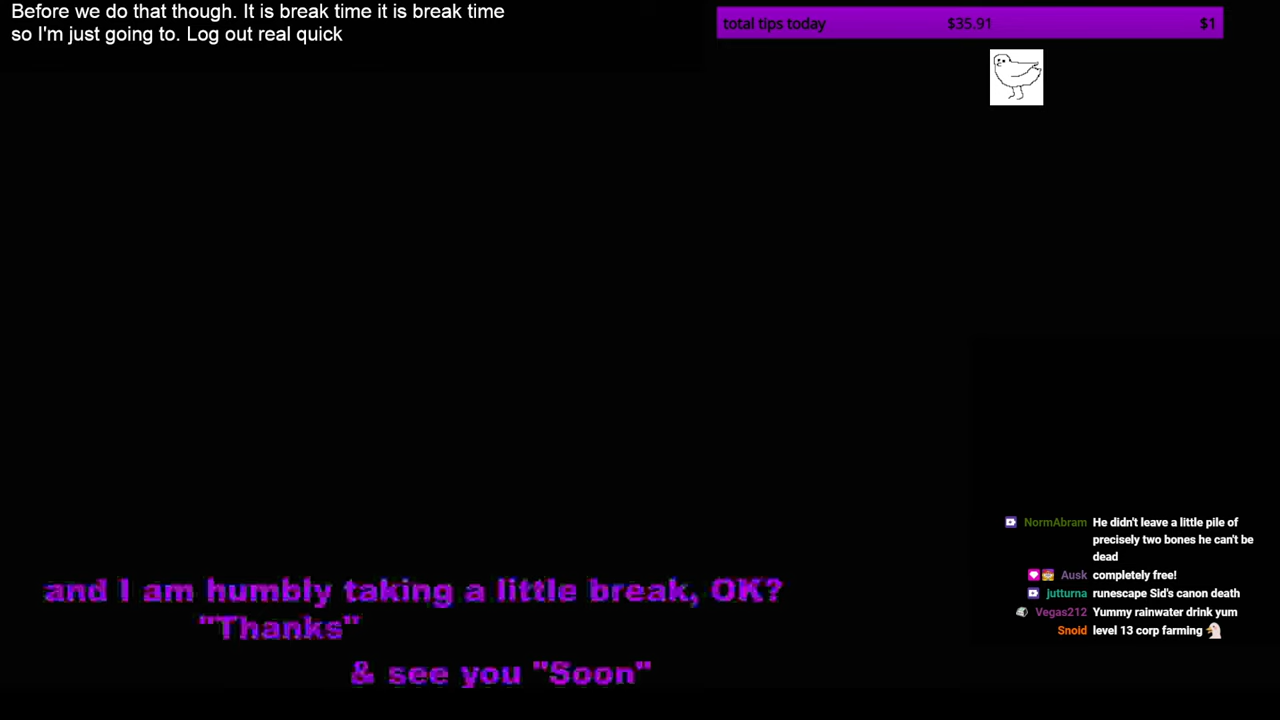 Before we do that though. It is break time it is break time
so I'm just going to. Log out real quick
total tips today $35.91 $1
NormAbram He didn't leave a little pile of
precisely two bones he can't be
dead
Ausk completely free!
jutturna runescape Sid's canon death
Vegas212 Yummy rainwater drink yum
Snoid level 13 corp farming
and I am humbly taking a little break, OK?
"Thanks"
& see you "Soon"